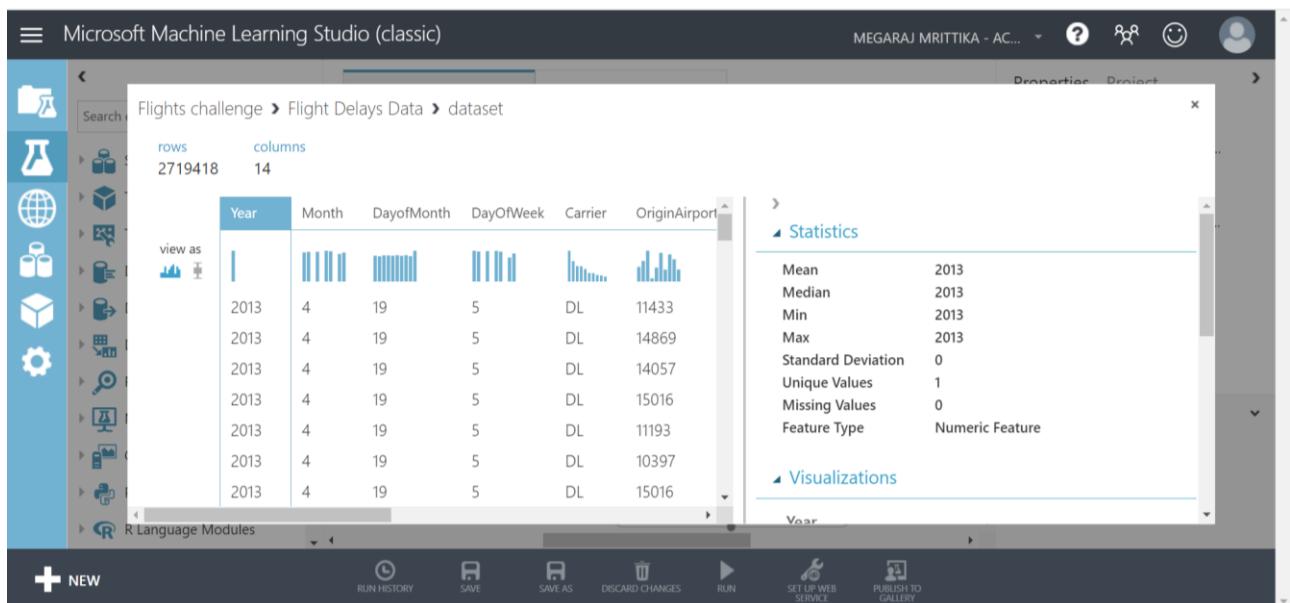 Microsoft Machine Learning Studio (classic)
MEGARAJ MRITTIKA - AC...
Properties Project
Search
Flights challenge > Flight Delays Data > dataset
rows columns
2719418 14
Year Month DayofMonth DayOfWeek Carrier OriginAirport
view as
2013 4 19 5 DL 11433
2013 4 19 5 DL 14869
2013 4 19 5 DL 14057
2013 4 19 5 DL 15016
2013 4 19 5 DL 11193
2013 4 19 5 DL 10397
2013 4 19 5 DL 15016
Statistics
Mean 2013
Median 2013
Min 2013
Max 2013
Standard Deviation 0
Unique Values 1
Missing Values 0
Feature Type Numeric Feature
Visualizations
Year
R Language Modules
NEW
RUN HISTORY
SAVE
SAVE AS
DISCARD CHANGES
RUN
SET UP WEB
SERVICE
PUBLISH TO
GALLERY